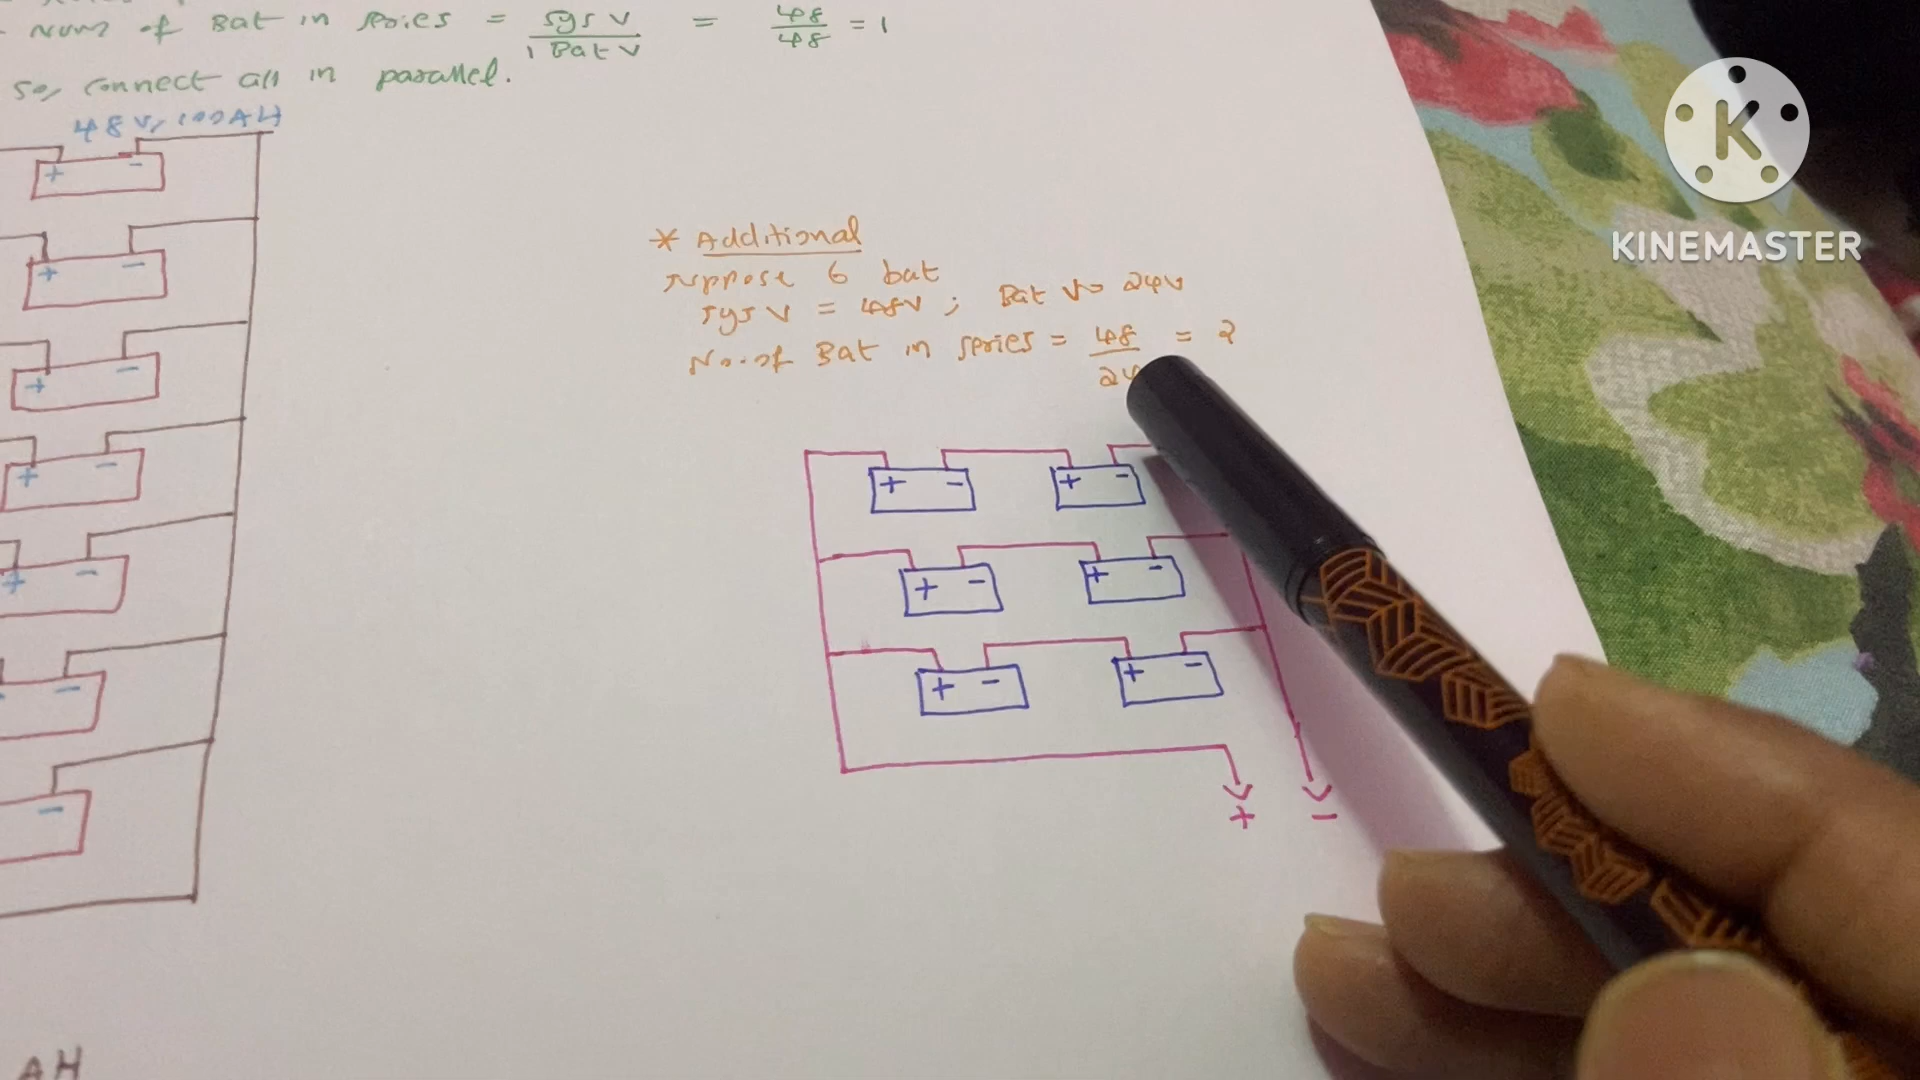 Num of Bat in series = sys V / 1 Bat V = 48 / 48 = 1
so, connect all in parallel.
48V, 100AH
+ -
+ -
+ -
+ -
+ -
-
-
AH
* Additional
suppose 6 bat
sys V = 48V ; Bat V = 24V
No. of Bat in series = 48 / 24 = 2
+ - + -
+ - + -
+ - + -
+ -
K
KINEMASTER